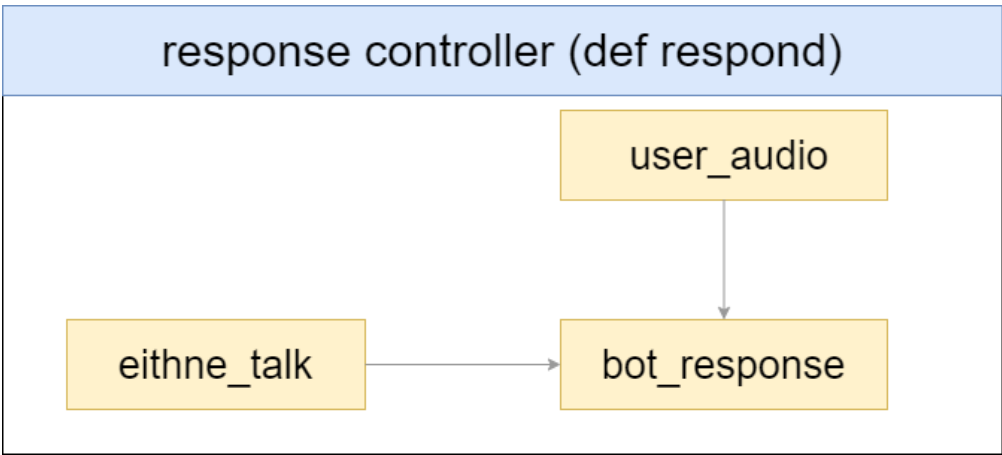 response controller (def respond)
user_audio
eithne_talk
bot_response